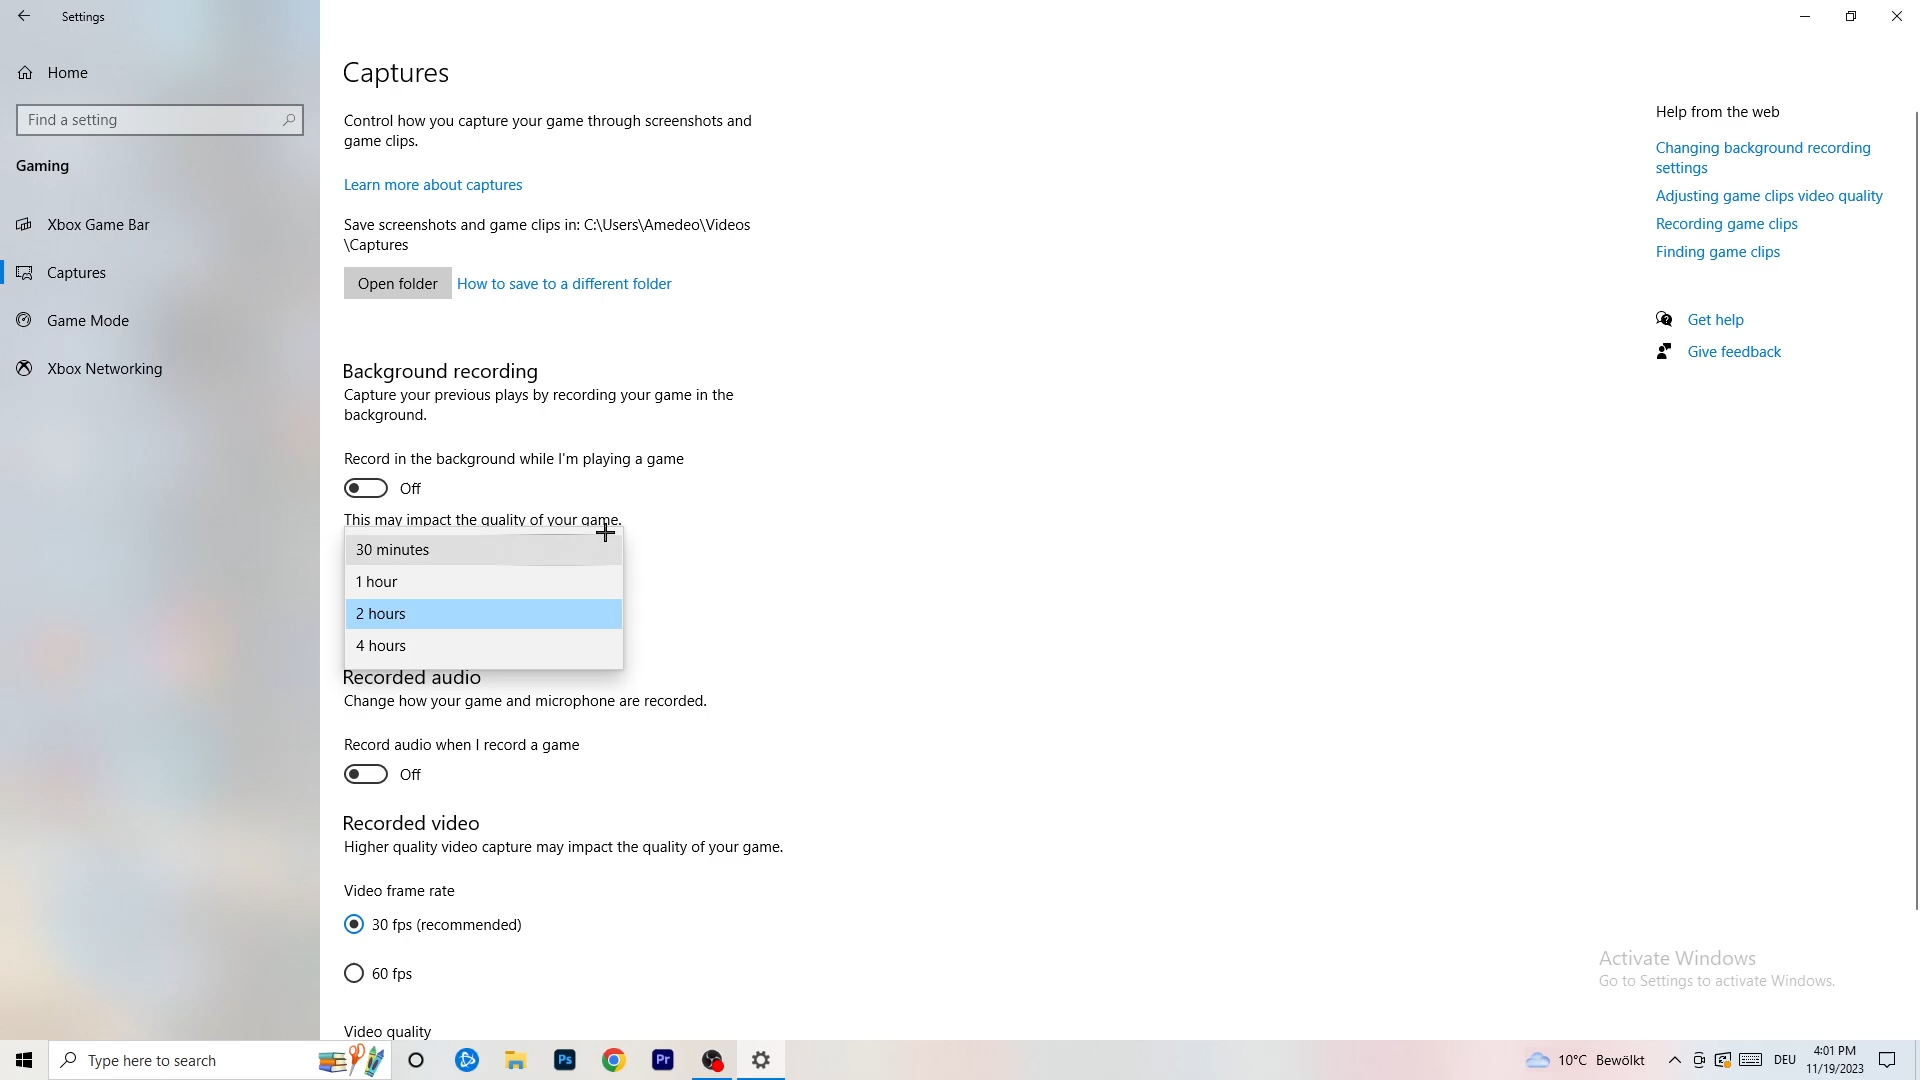 Settings
Home
Find a setting
Gaming
Xbox Game Bar
Captures
Game Mode
Xbox Networking
Captures
Control how you capture your game through screenshots and
game clips.
Learn more about captures
Save screenshots and game clips in: C:\Users\Amedeo\Videos
\Captures
Open folder
How to save to a different folder
Background recording
Capture your previous plays by recording your game in the
background.
Record in the background while I'm playing a game
Off
This may impact the quality of your game.
30 minutes
1 hour
2 hours
4 hours
Recorded audio
Change how your game and microphone are recorded.
Record audio when I record a game
Off
Recorded video
Higher quality video capture may impact the quality of your game.
Video frame rate
30 fps (recommended)
60 fps
Video quality
Help from the web
Changing background recording
settings
Adjusting game clips video quality
Recording game clips
Finding game clips
Get help
Give feedback
Activate Windows
Go to Settings to activate Windows.
Type here to search
Ps
Pr
10°C Bewölkt
DEU
4:01 PM
11/19/2023